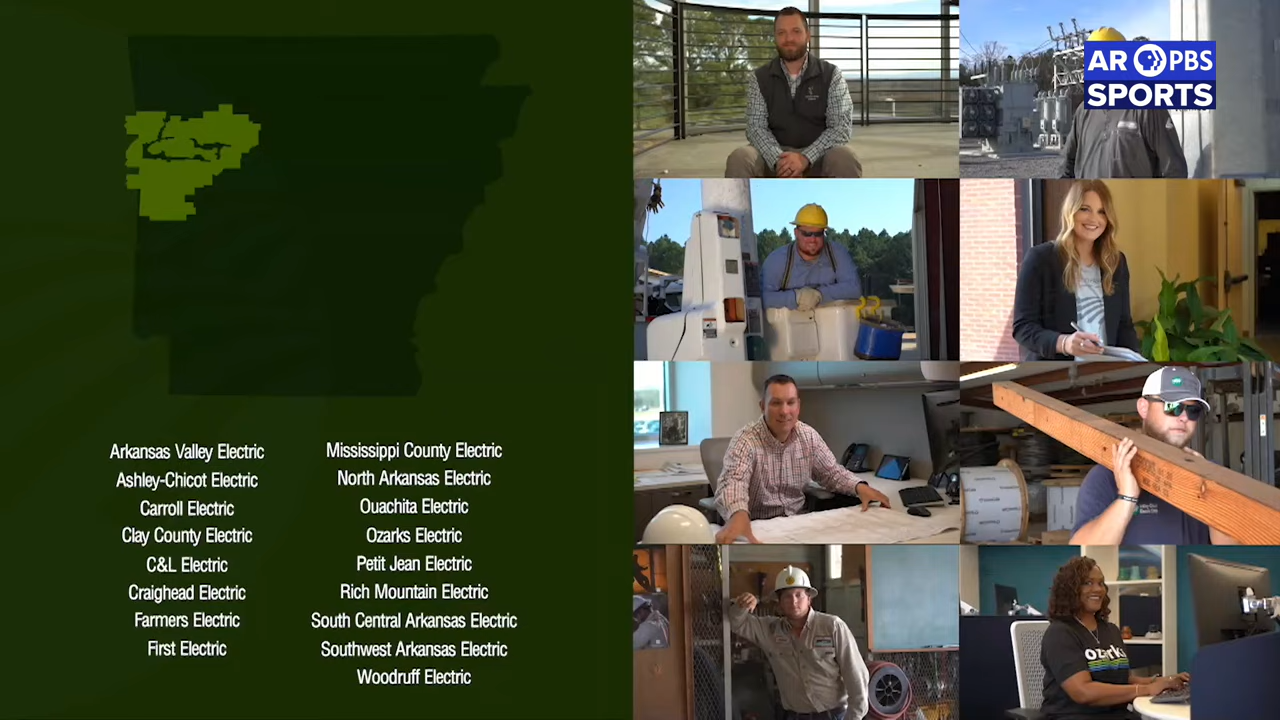 AR PBS
SPORTS
Arkansas Valley Electric
Ashley-Chicot Electric
Carroll Electric
Clay County Electric
C&L Electric
Craighead Electric
Farmers Electric
First Electric
Mississippi County Electric
North Arkansas Electric
Ouachita Electric
Ozarks Electric
Petit Jean Electric
Rich Mountain Electric
South Central Arkansas Electric
Southwest Arkansas Electric
Woodruff Electric